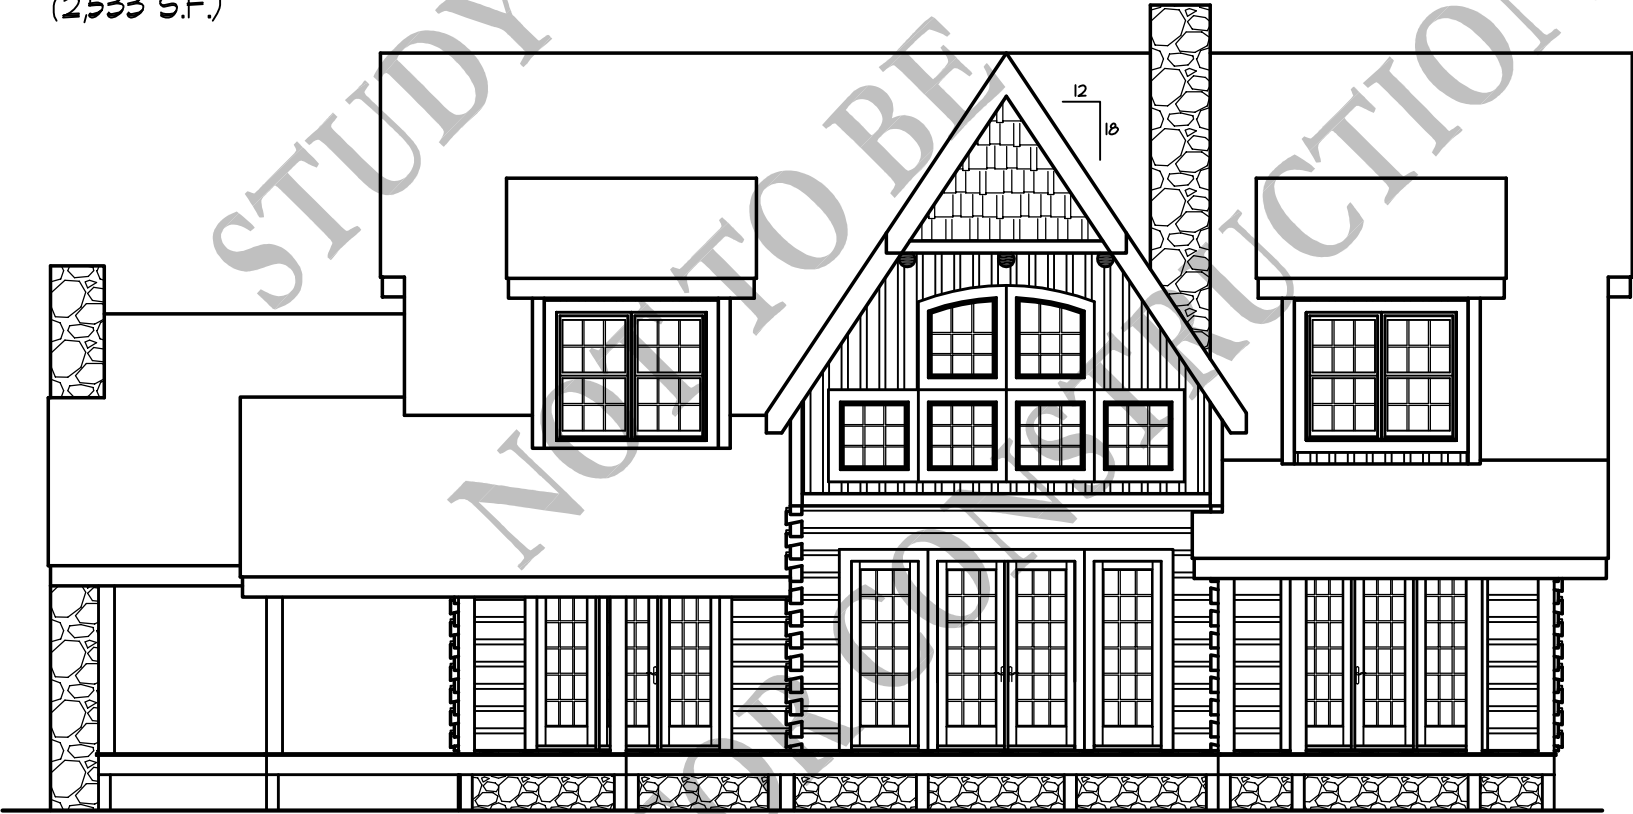 (2,533 S.F.)
STUDY
NOT TO BE
FOR CONSTRUCTION
12
18